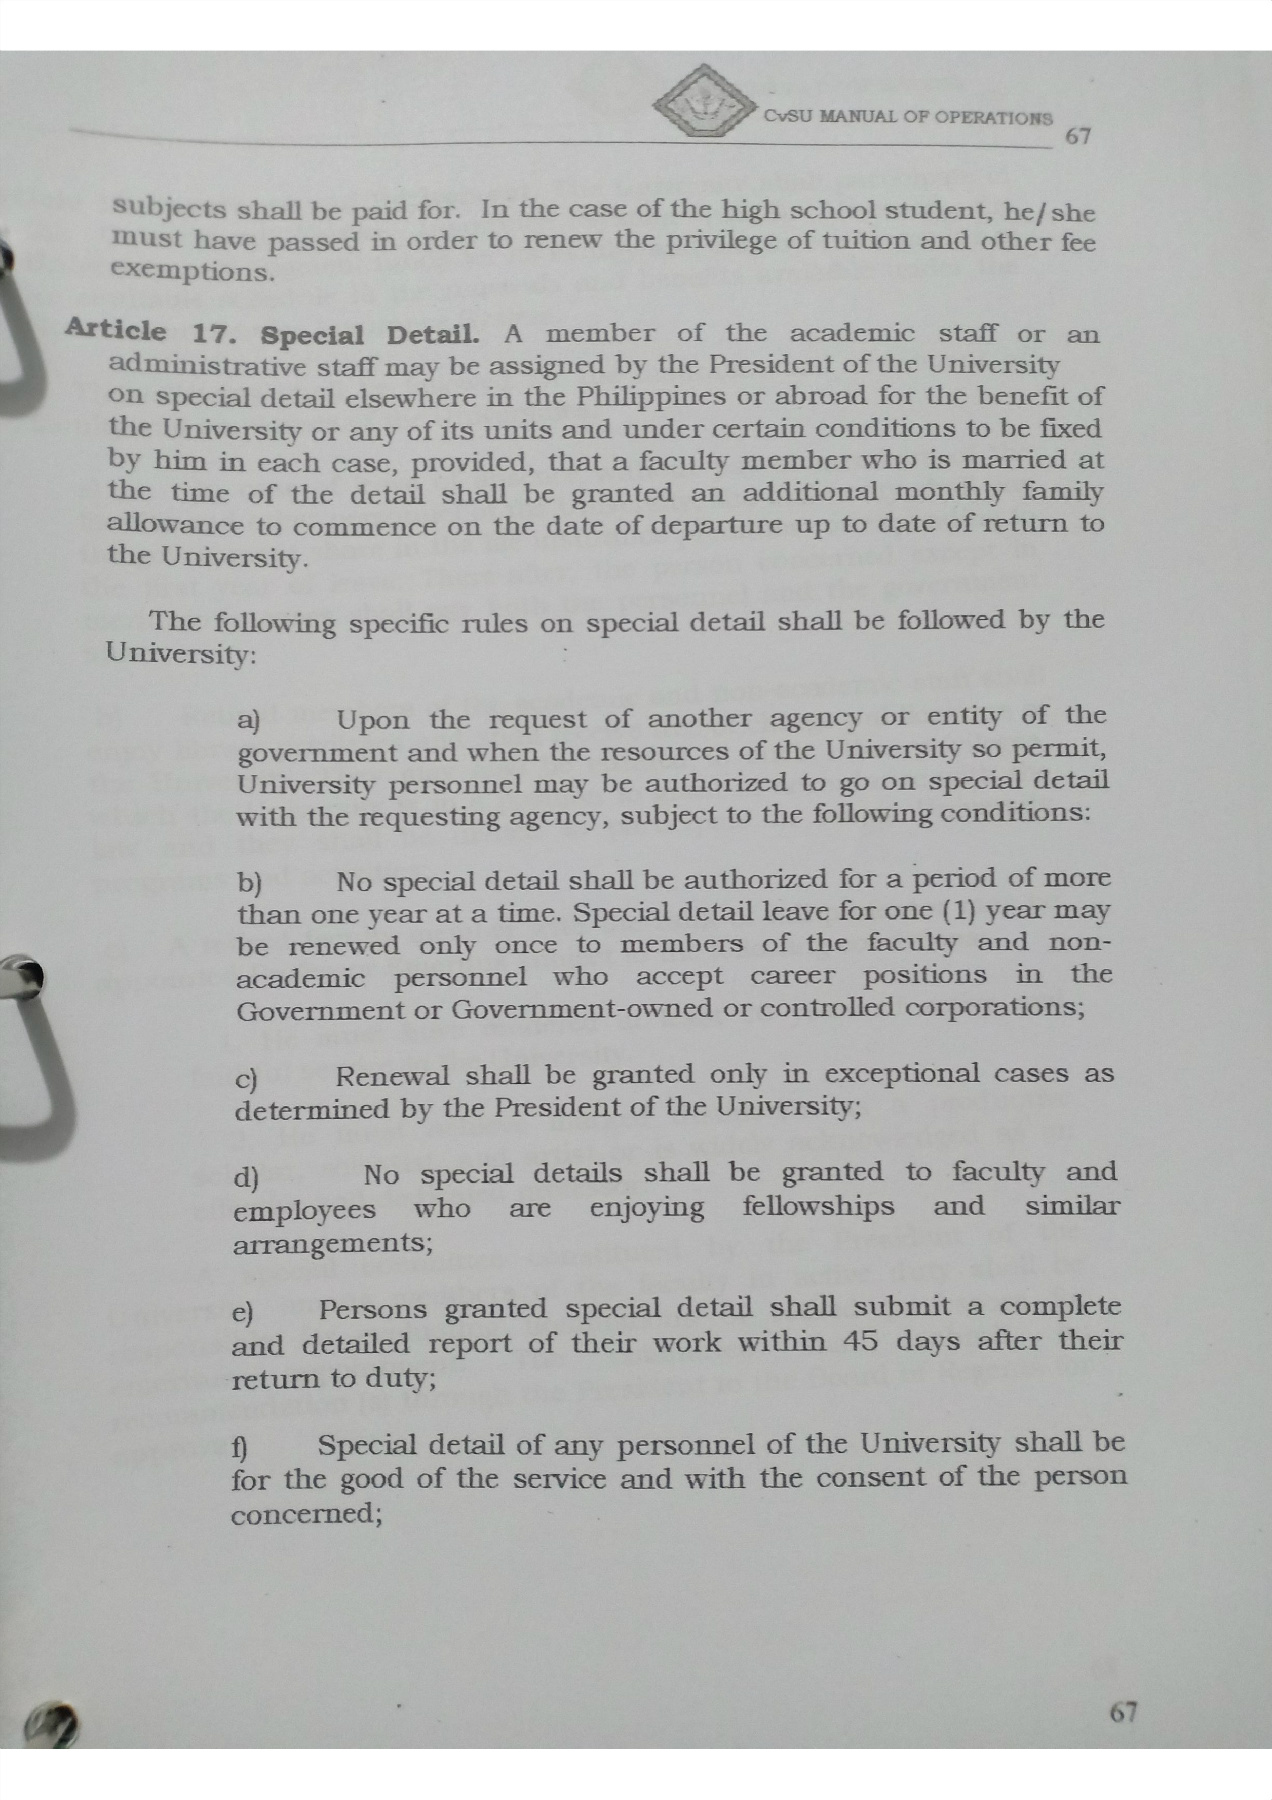 CvSU MANUAL OF OPERATIONS
67
subjects shall be paid for. In the case of the high school student, he/she
must have passed in order to renew the privilege of tuition and other fee
exemptions.
Article 17. Special Detail. A member of the academic staff or an
administrative staff may be assigned by the President of the University
on special detail elsewhere in the Philippines or abroad for the benefit of
the University or any of its units and under certain conditions to be fixed
by him in each case, provided, that a faculty member who is married at
the time of the detail shall be granted an additional monthly family
allowance to commence on the date of departure up to date of return to
the University.
The following specific rules on special detail shall be followed by the
University:
a) Upon the request of another agency or entity of the
government and when the resources of the University so permit,
University personnel may be authorized to go on special detail
with the requesting agency, subject to the following conditions:
b) No special detail shall be authorized for a period of more
than one year at a time. Special detail leave for one (1) year may
be renewed only once to members of the faculty and non-
academic personnel who accept career positions in the
Government or Government-owned or controlled corporations;
c) Renewal shall be granted only in exceptional cases as
determined by the President of the University;
d) No special details shall be granted to faculty and
employees who are enjoying fellowships and similar
arrangements;
e) Persons granted special detail shall submit a complete
and detailed report of their work within 45 days after their
return to duty;
f) Special detail of any personnel of the University shall be
for the good of the service and with the consent of the person
concerned;
67